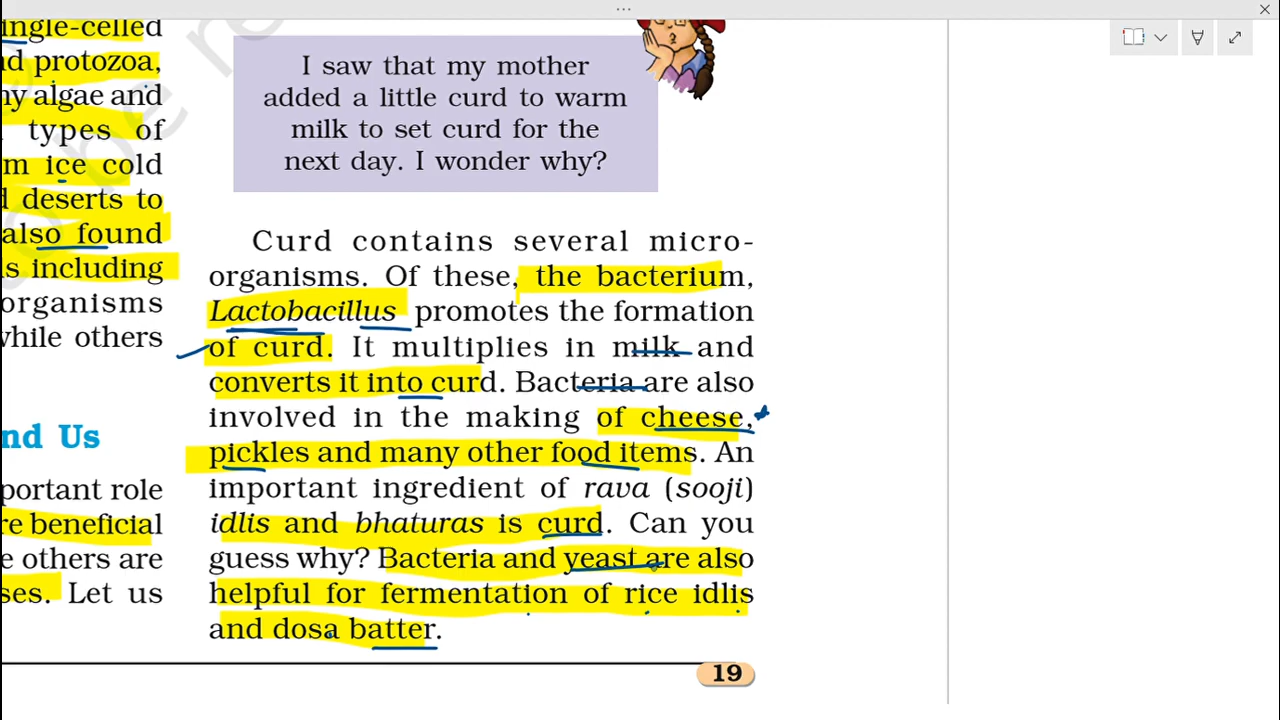 ingle-celled
nd protozoa,
ny algae and
types of
m ice cold
d deserts to
also found
s including
organisms
while others
nd Us
portant role
re beneficial
e others are
ses. Let us
I saw that my mother
added a little curd to warm
milk to set curd for the
next day. I wonder why?
Curd contains several micro-
organisms. Of these, the bacterium,
Lactobacillus promotes the formation
of curd. It multiplies in milk and
converts it into curd. Bacteria are also
involved in the making of cheese,
pickles and many other food items. An
important ingredient of rava (sooji)
idlis and bhaturas is curd. Can you
guess why? Bacteria and yeast are also
helpful for fermentation of rice idlis
and dosa batter.
19